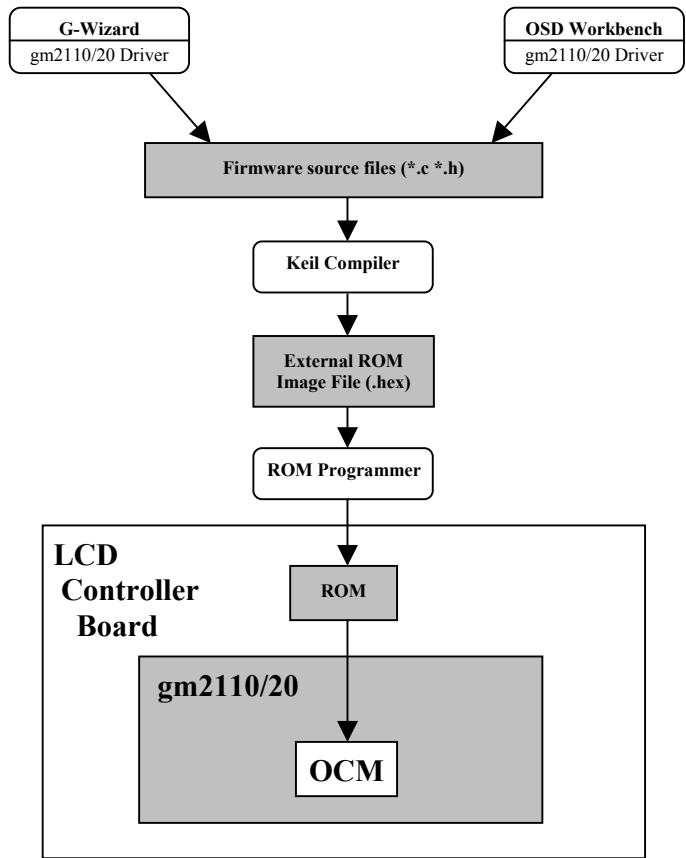 G-Wizard
gm2110/20 Driver
OSD Workbench
gm2110/20 Driver
Firmware source files (*.c *.h)
Keil Compiler
External ROM
Image File (.hex)
ROM Programmer
LCD
Controller
Board
ROM
gm2110/20
OCM